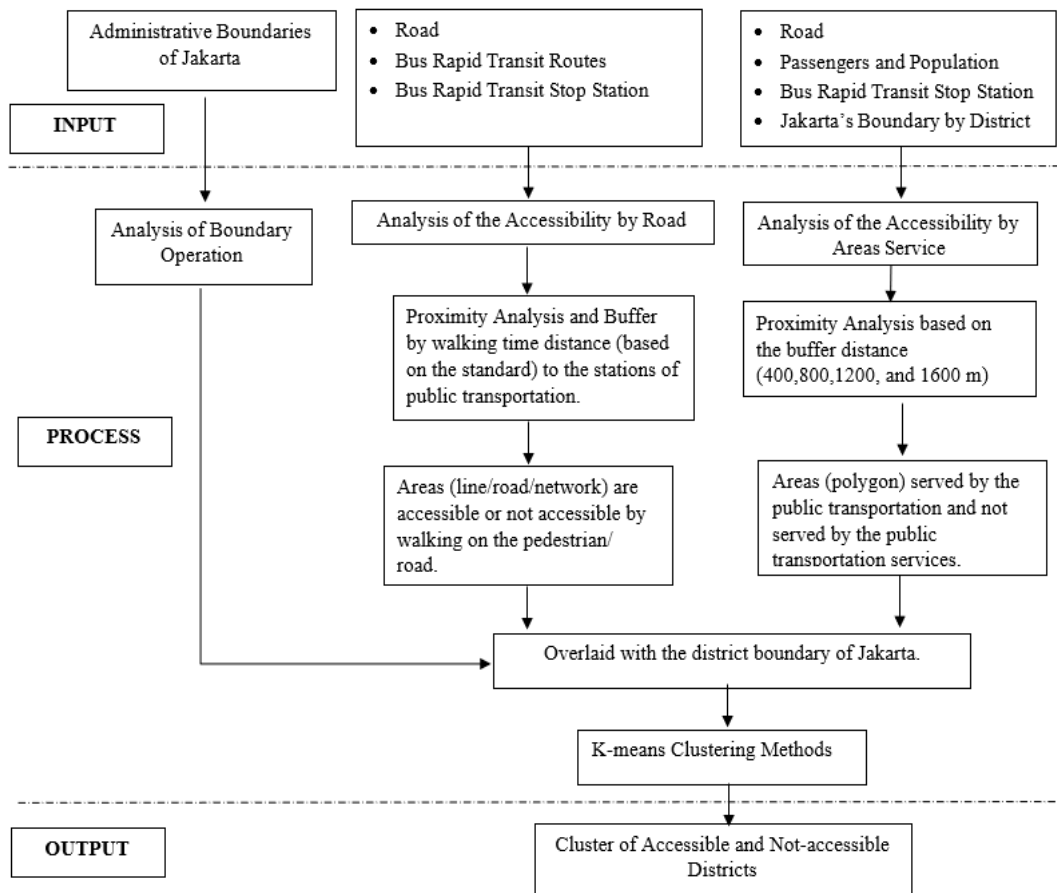 Administrative Boundaries
of Jakarta
• Road
• Bus Rapid Transit Routes
• Bus Rapid Transit Stop Station
• Road
• Passengers and Population
• Bus Rapid Transit Stop Station
• Jakarta's Boundary by District
INPUT
Analysis of Boundary
Operation
Analysis of the Accessibility by Road
Analysis of the Accessibility by
Areas Service
Proximity Analysis and Buffer
by walking time distance (based
on the standard) to the stations of
public transportation.
Proximity Analysis based on
the buffer distance
(400,800,1200, and 1600 m)
PROCESS
Areas (line/road/network) are
accessible or not accessible by
walking on the pedestrian/
road.
Areas (polygon) served by the
public transportation and not
served by the public
transportation services.
Overlaid with the district boundary of Jakarta.
K-means Clustering Methods
OUTPUT
Cluster of Accessible and Not-accessible
Districts